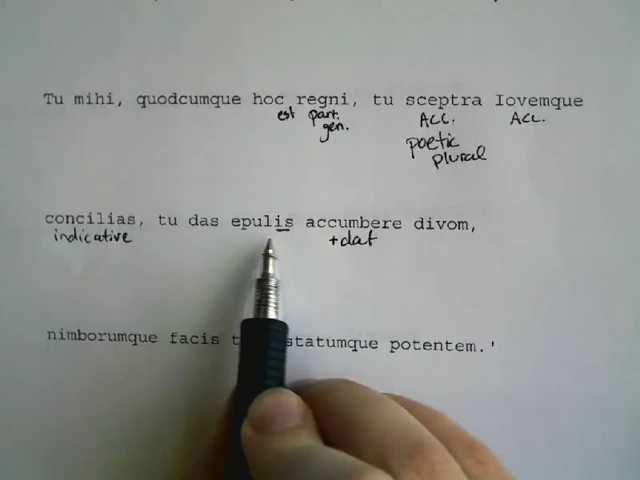 Tu mihi, quodcumque hoc regni, tu sceptra Iovemque
est part. gen. ACC. poetic plural ACC.
concilias, tu das epulis accumbere divom,
indicative +dat
nimborumque facis potentem.'